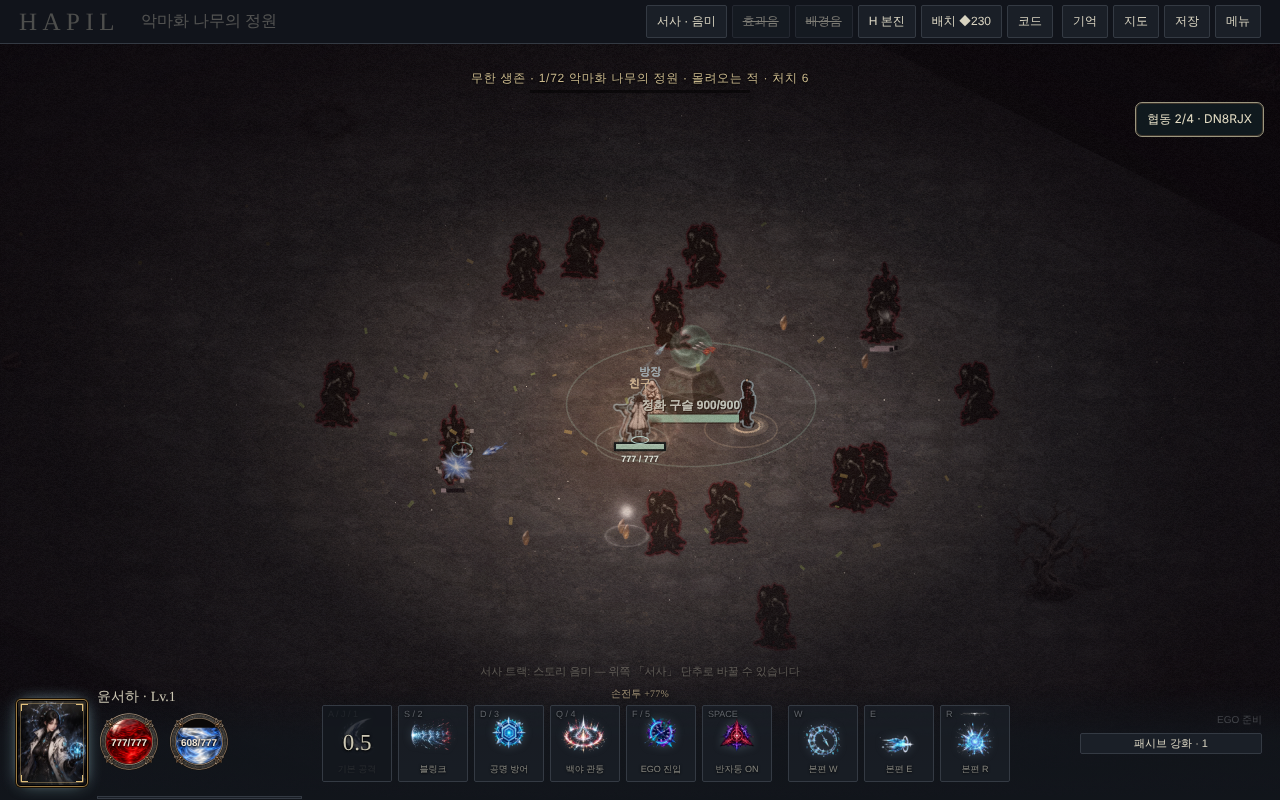 HAPIL 악마화 나무의 정원
서사 · 음미 효과음 배경음 H 본진 배치 ◆230 코드 기억 지도 저장 메뉴
무한 생존 · 1/72 악마화 나무의 정원 · 몰려오는 적 · 처치 6
협동 2/4 · DN8RJX
방장
친구
정화 구슬 900/900
777 / 777
서사 트랙: 스토리 음미 — 위쪽 「서사」 단추로 바꿀 수 있습니다
손전투 +77%
윤서하 · Lv.1
777/777 608/777
0.5 기본 공격
S / 2 블링크
D / 3 공명 방어
Q / 4 백야 관통
F / 5 EGO 진입
SPACE 반자동 ON
W 본편 W
E 본편 E
R 본편 R
EGO 준비
패시브 강화 · 1